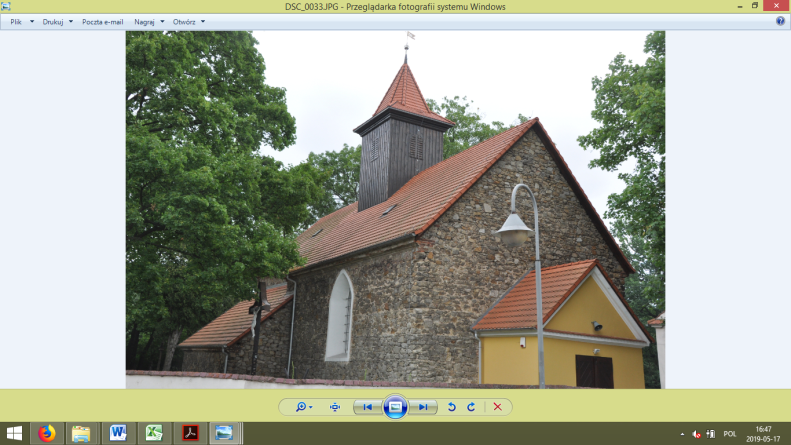 DSC_0033.JPG - Przeglądarka fotografii systemu Windows
Plik Drukuj Poczta e-mail Nagraj Otwórz
POL
16:47
2019-05-17